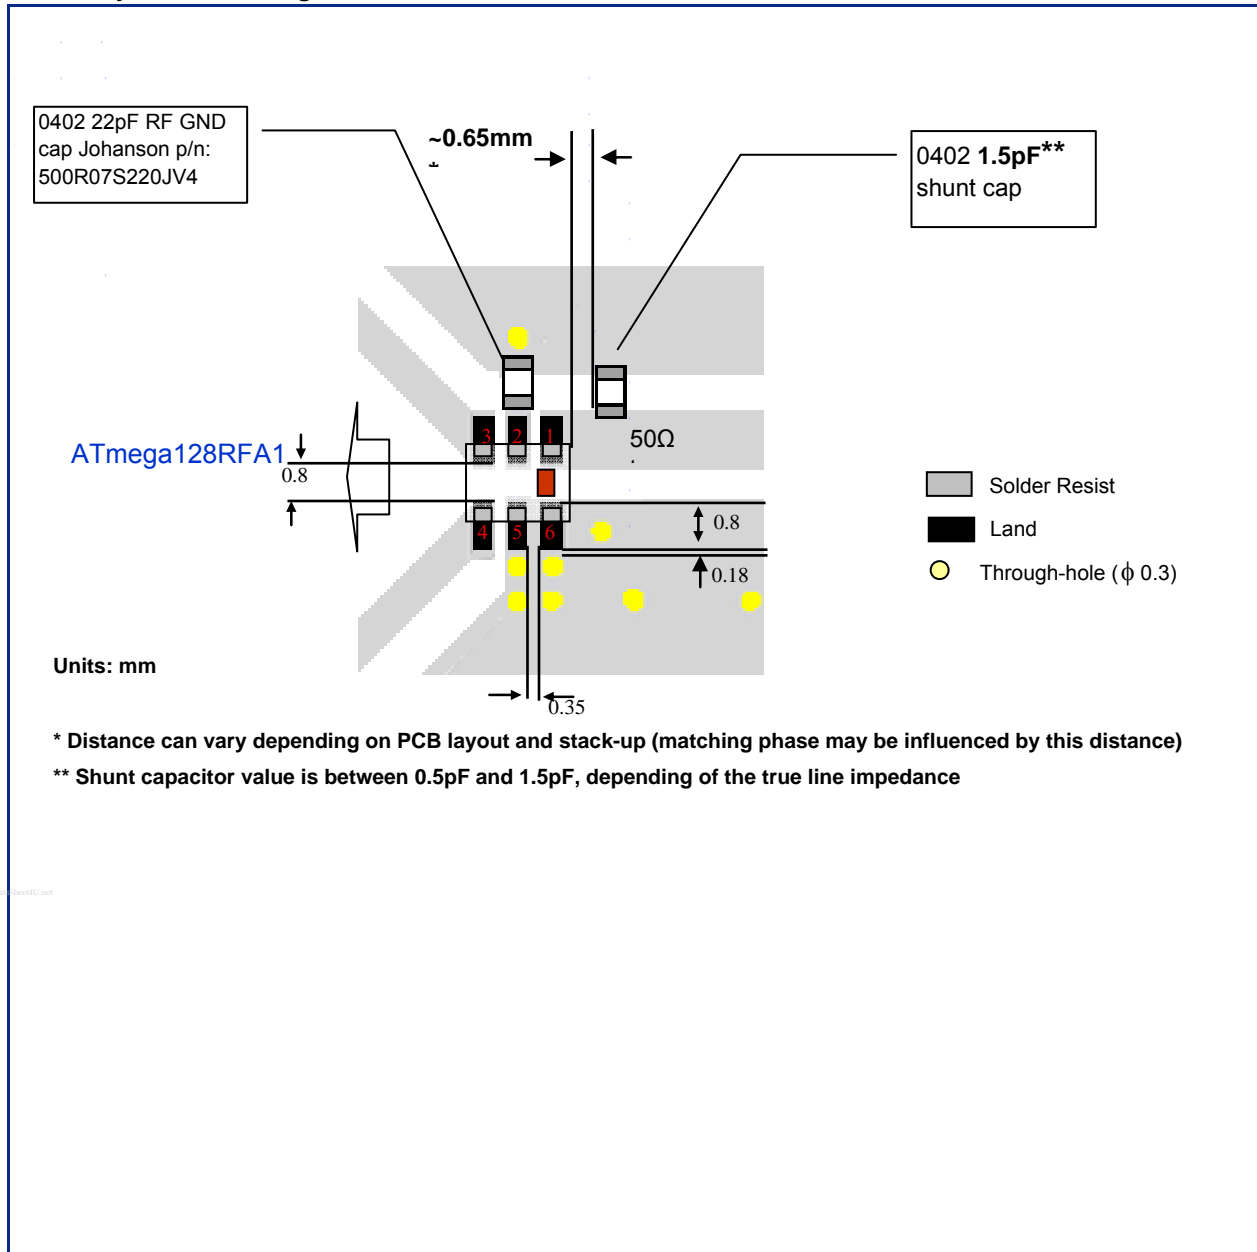 0402 22pF RF GND
cap Johanson p/n:
500R07S220JV4
~0.65mm
*
0402 1.5pF**
shunt cap
ATmega128RFA1
0.8
3
2
1
50Ω
4
5
6
0.8
0.18
0.35
Solder Resist
Land
Through-hole (ϕ 0.3)
Units: mm
* Distance can vary depending on PCB layout and stack-up (matching phase may be influenced by this distance)
** Shunt capacitor value is between 0.5pF and 1.5pF, depending of the true line impedance